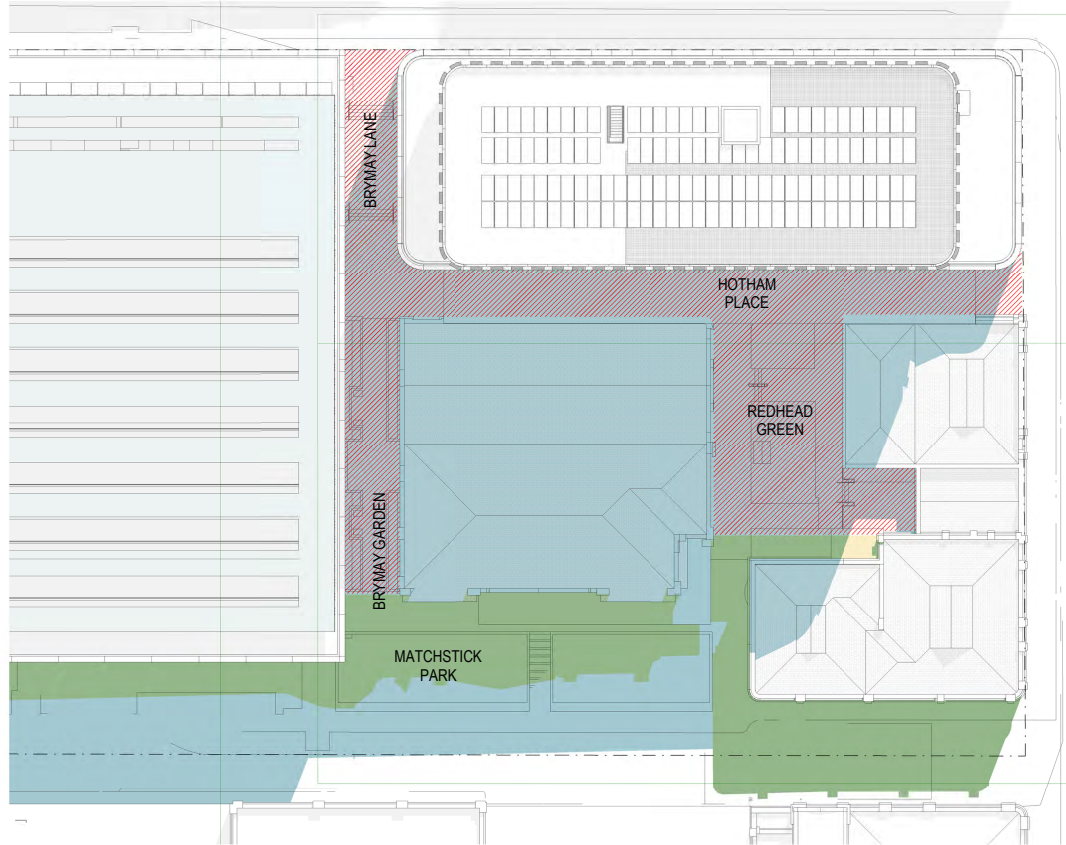 BRYMAY LANE
HOTHAM
PLACE
REDHEAD
GREEN
BRYMAY GARDEN
MATCHSTICK
PARK